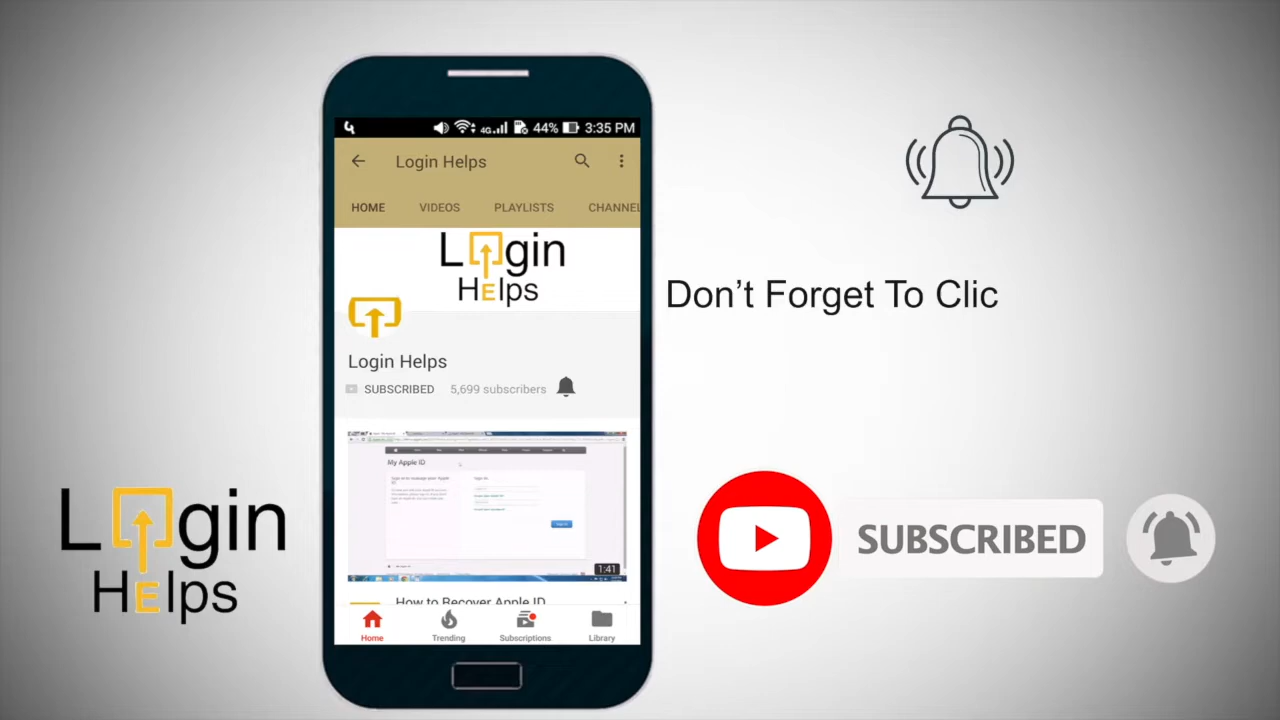 4G 44% 3:35 PM
Login Helps
HOME VIDEOS PLAYLISTS CHANNEL
Login
Helps
Login Helps
SUBSCRIBED 5,699 subscribers
My Apple ID
1:41
How to Recover Apple ID
Home Trending Subscriptions Library
Don't Forget To Clic
SUBSCRIBED
Login
Helps